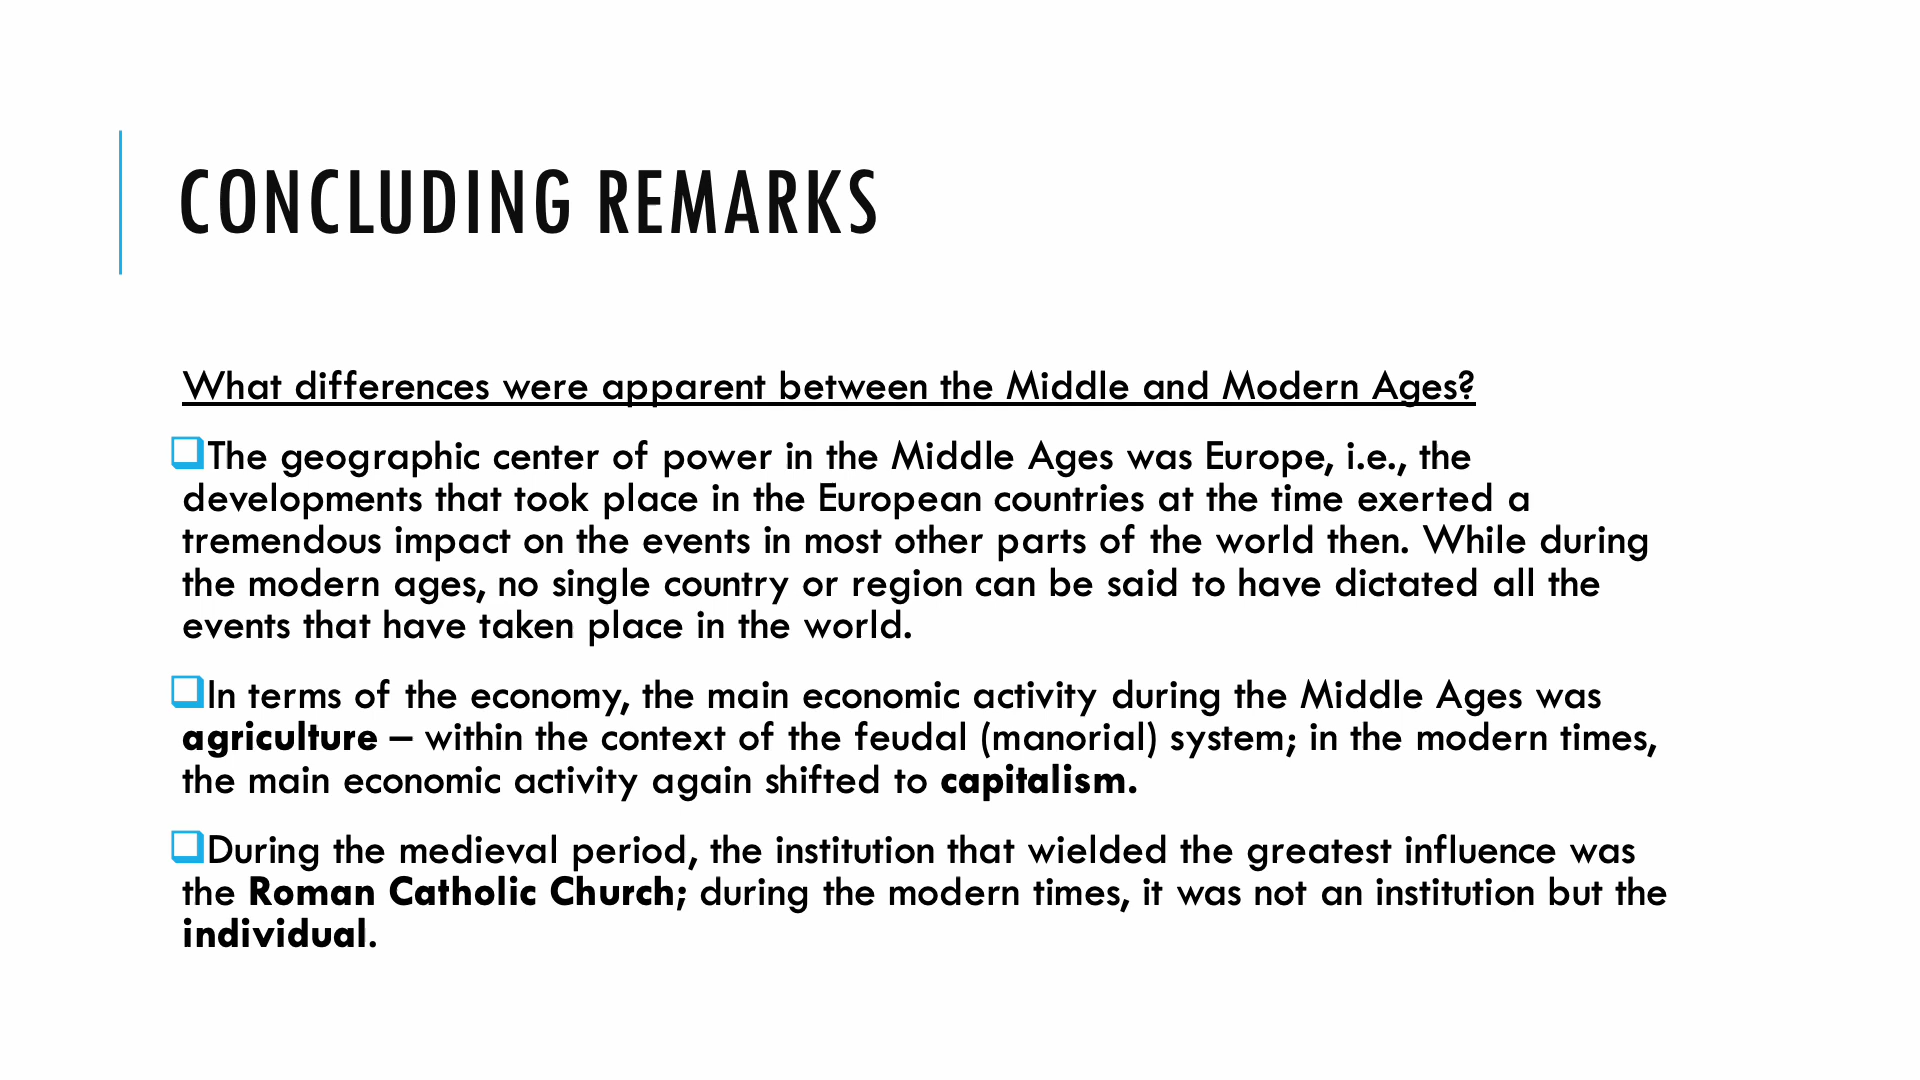 CONCLUDING REMARKS
What differences were apparent between the Middle and Modern Ages?
❑The geographic center of power in the Middle Ages was Europe, i.e., the
developments that took place in the European countries at the time exerted a
tremendous impact on the events in most other parts of the world then. While during
the modern ages, no single country or region can be said to have dictated all the
events that have taken place in the world.
❑In terms of the economy, the main economic activity during the Middle Ages was
agriculture – within the context of the feudal (manorial) system; in the modern times,
the main economic activity again shifted to capitalism.
❑During the medieval period, the institution that wielded the greatest influence was
the Roman Catholic Church; during the modern times, it was not an institution but the
individual.